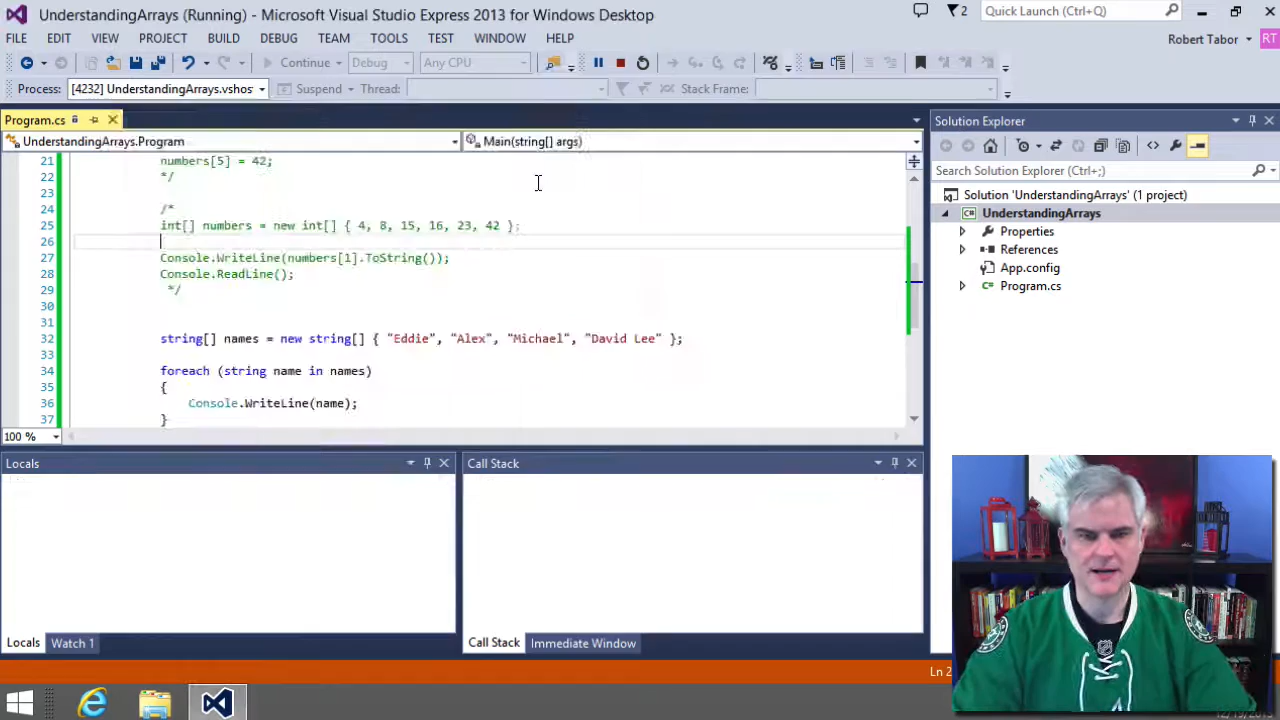 UnderstandingArrays (Running) - Microsoft Visual Studio Express 2013 for Windows Desktop
2
Quick Launch (Ctrl+Q)
FILE EDIT VIEW PROJECT BUILD DEBUG TEAM TOOLS TEST WINDOW HELP
Robert Tabor RT
Continue Debug Any CPU
Process: [4232] UnderstandingArrays.vshos Suspend Thread: Stack Frame:
Program.cs
UnderstandingArrays.Program
Main(string[] args)
21 numbers[5] = 42;
22 */
23
24 /*
25 int[] numbers = new int[] { 4, 8, 15, 16, 23, 42 };
26
27 Console.WriteLine(numbers[1].ToString());
28 Console.ReadLine();
29 */
30
31
32 string[] names = new string[] { "Eddie", "Alex", "Michael", "David Lee" };
33
34 foreach (string name in names)
35 {
36 Console.WriteLine(name);
37 }
100 %
Solution Explorer
Search Solution Explorer (Ctrl+;)
Solution 'UnderstandingArrays' (1 project)
UnderstandingArrays
Properties
References
App.config
Program.cs
Locals
Call Stack
Locals Watch 1
Call Stack Immediate Window
Ln 2